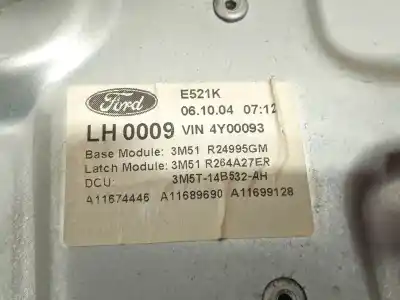 Ford
E521K
06.10.04 07:12
LH 0009 VIN 4Y00093
Base Module: 3M51 R24995GM
Latch Module: 3M51 R264A27ER
DCU: 3M5T-14B532-AH
A11674446 A11689690 A11699128